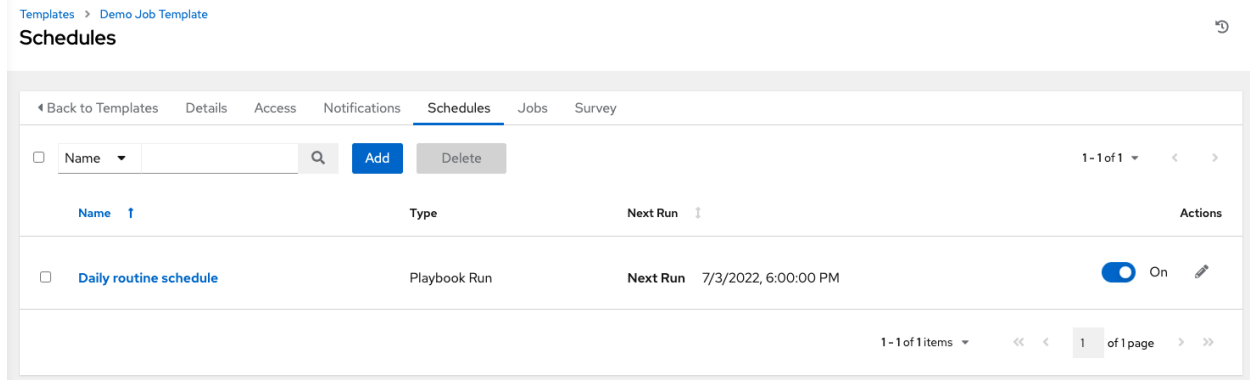 Templates > Demo Job Template
Schedules
Back to Templates Details Access Notifications Schedules Jobs Survey
Name Add Delete 1 - 1 of 1
Name Type Next Run Actions
Daily routine schedule Playbook Run Next Run 7/3/2022, 6:00:00 PM On
1 - 1 of 1 items 1 of 1 page